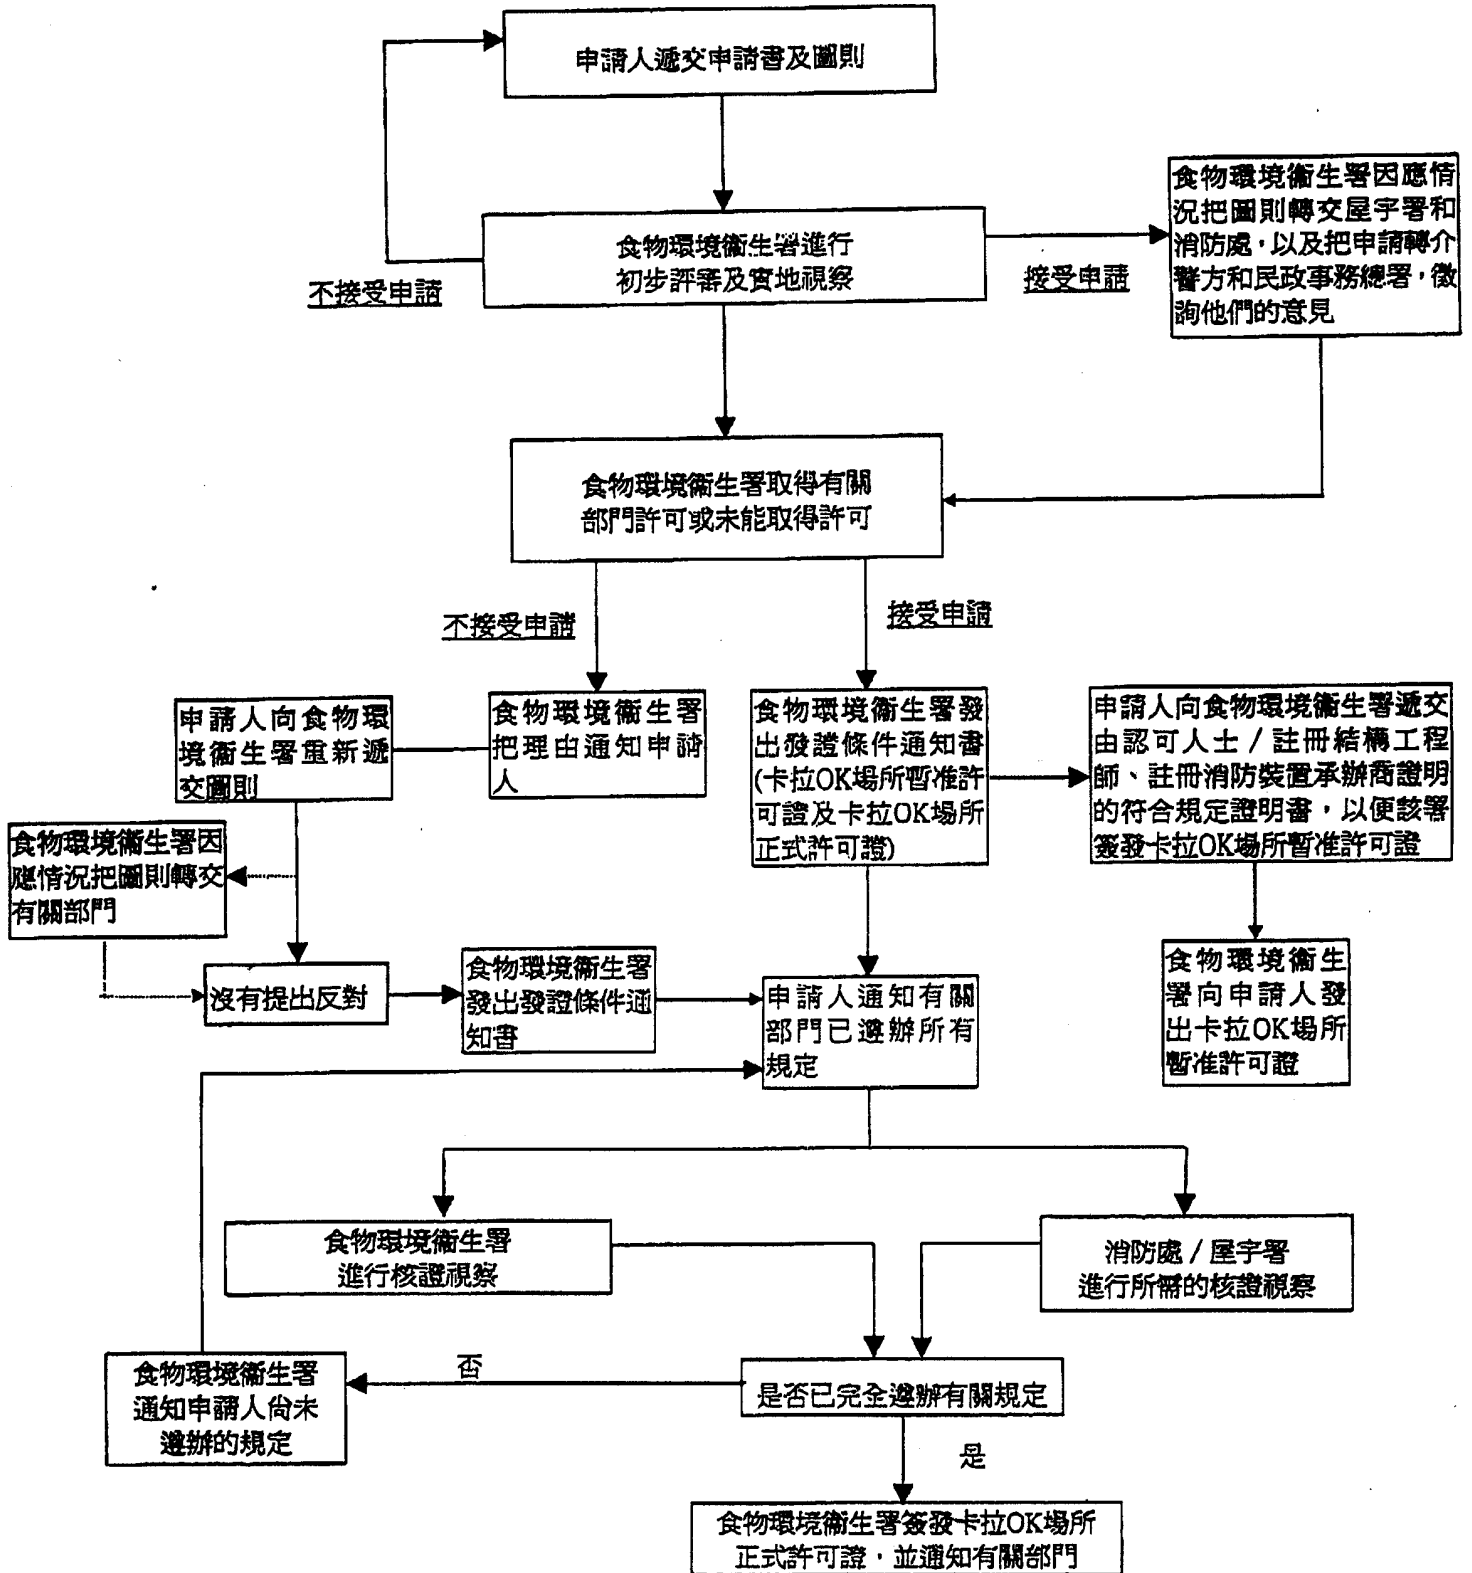 申請人遞交申請書及圖則
食物環境衞生署進行
初步評審及實地視察
不接受申請
接受申請
食物環境衞生署因應情
況把圖則轉交屋宇署和
消防處，以及把申請轉介
警方和民政事務總署，徵
詢他們的意見
食物環境衞生署取得有關
部門許可或未能取得許可
不接受申請
接受申請
申請人向食物環
境衞生署重新遞
交圖則
食物環境衞生署
把理由通知申請
人
食物環境衞生署發
出發證條件通知書
(卡拉OK場所暫准許
可證及卡拉OK場所
正式許可證)
申請人向食物環境衞生署遞交
由認可人士／註冊結構工程
師、註冊消防裝置承辦商證明
的符合規定證明書，以便該署
簽發卡拉OK場所暫准許可證
食物環境衞生署因
應情況把圖則轉交
有關部門
沒有提出反對
食物環境衞生署
發出發證條件通
知書
申請人通知有關
部門已遵辦所有
規定
食物環境衞生
署向申請人發
出卡拉OK場所
暫准許可證
食物環境衞生署
進行核證視察
消防處／屋宇署
進行所需的核證視察
食物環境衞生署
通知申請人尚未
遵辦的規定
否
是否已完全遵辦有關規定
是
食物環境衞生署簽發卡拉OK場所
正式許可證，並通知有關部門